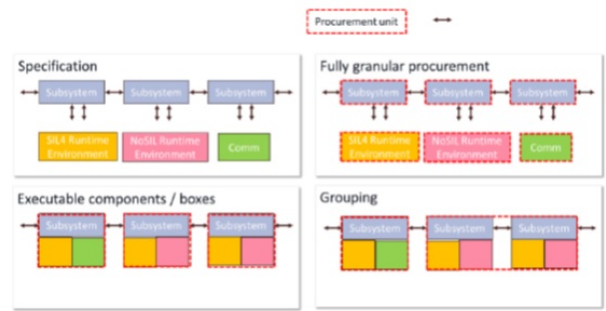 Procurement unit
Specification
Subsystem Subsystem Subsystem
SIL4 Runtime Environment
NoSIL Runtime Environment
Comm
Fully granular procurement
Subsystem Subsystem Subsystem
SIL4 Runtime Environment
NoSIL Runtime Environment
Comm
Executable components / boxes
Subsystem Subsystem Subsystem
Grouping
Subsystem Subsystem Subsystem